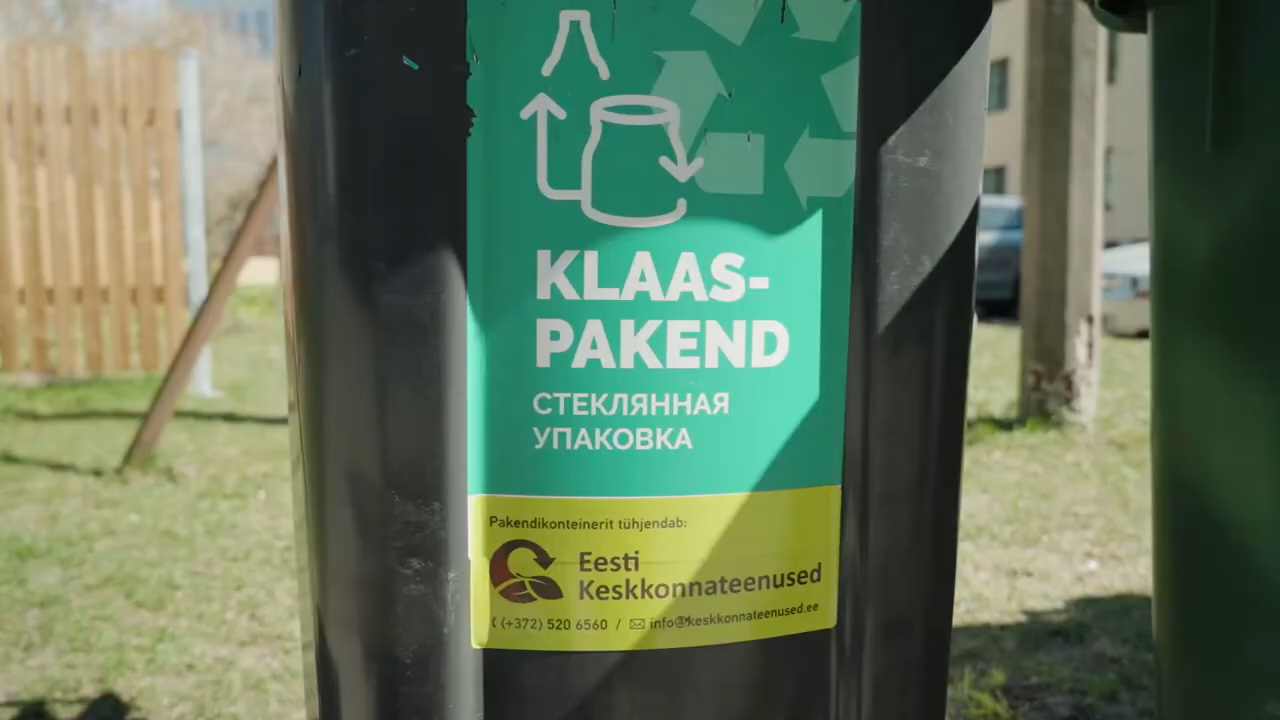 KLAAS-
PAKEND
СТЕКЛЯННАЯ
УПАКОВКА
Pakendikonteinerit tühjendab:
Eesti
Keskkonnateenused
(+372) 520 6560 / info@keskkonnateenused.ee